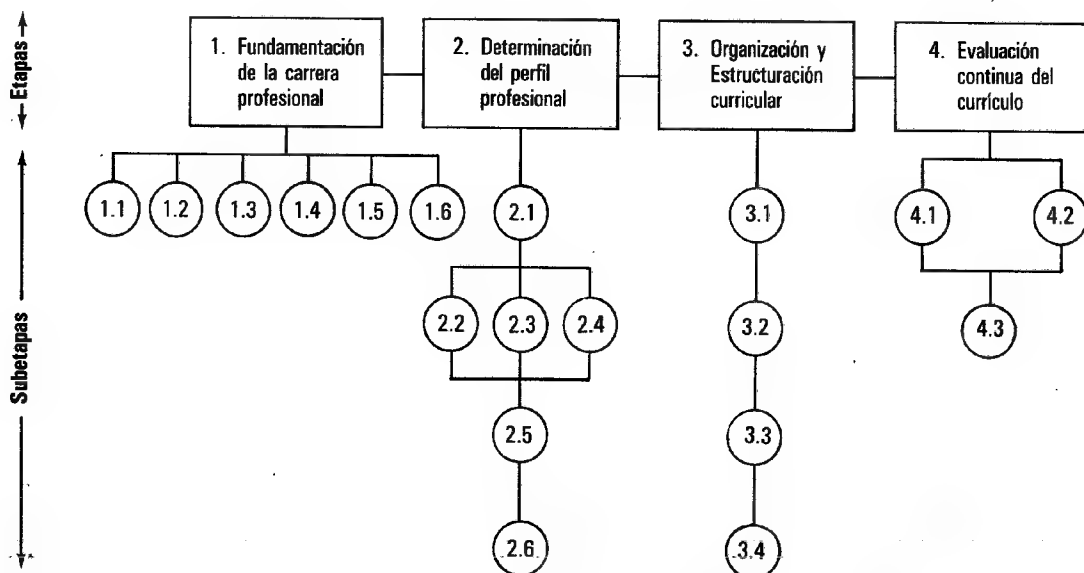 Etapas
1. Fundamentación
de la carrera
profesional
2. Determinación
del perfil
profesional
3. Organización y
Estructuración
curricular
4. Evaluación
continua del
currículo
Subetapas
1.1 1.2 1.3 1.4 1.5 1.6
2.1
3.1
4.1 4.2
2.2 2.3 2.4
3.2
4.3
2.5
3.3
2.6
3.4